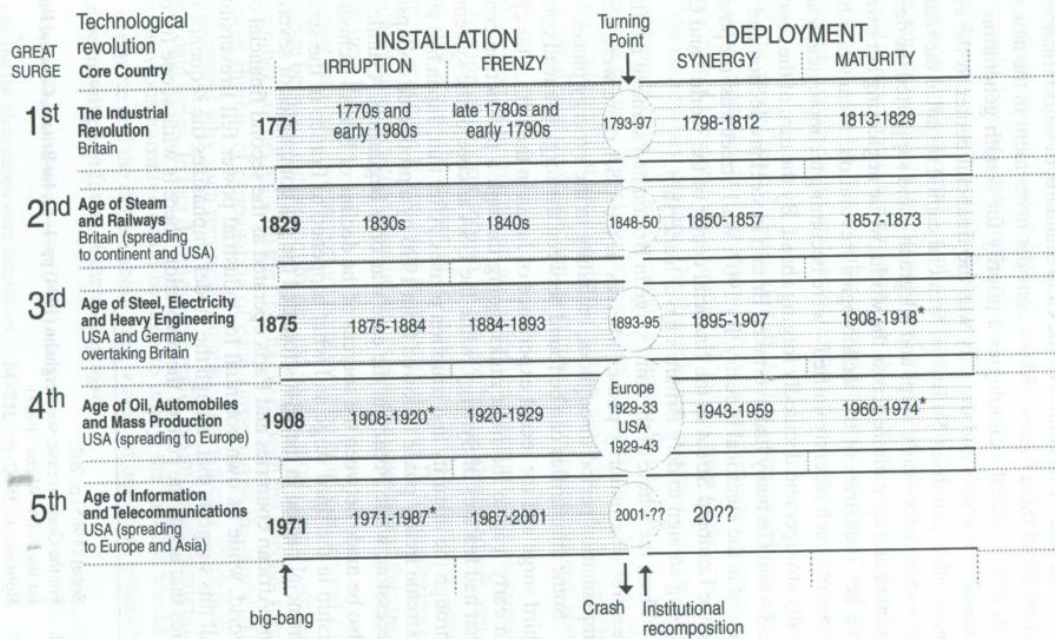 GREAT
SURGE
Technological
revolution
Core Country
INSTALLATION
IRRUPTION FRENZY
Turning
Point
DEPLOYMENT
SYNERGY MATURITY
1st
The Industrial
Revolution
Britain
1771
1770s and
early 1980s
late 1780s and
early 1790s
1793-97
1798-1812
1813-1829
2nd
Age of Steam
and Railways
Britain (spreading
to continent and USA)
1829
1830s
1840s
1848-50
1850-1857
1857-1873
3rd
Age of Steel, Electricity
and Heavy Engineering
USA and Germany
overtaking Britain
1875
1875-1884
1884-1893
1893-95
1895-1907
1908-1918*
4th
Age of Oil, Automobiles
and Mass Production
USA (spreading to Europe)
1908
1908-1920*
1920-1929
Europe
1929-33
USA
1929-43
1943-1959
1960-1974*
5th
Age of Information
and Telecommunications
USA (spreading
to Europe and Asia)
1971
1971-1987*
1987-2001
2001-??
20??
big-bang
Crash
Institutional
recomposition